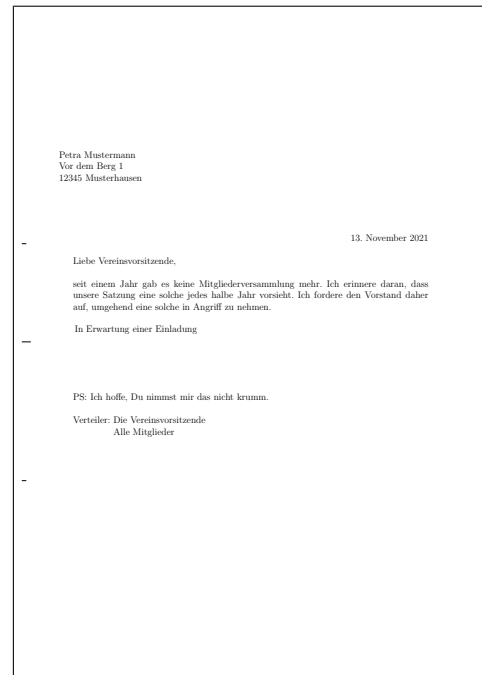 Petra Mustermann
Vor dem Berg 1
12345 Musterhausen
13. November 2021
Liebe Vereinsvorsitzende,
seit einem Jahr gab es keine Mitgliederversammlung mehr. Ich erinnere daran, dass
unsere Satzung eine solche jedes halbe Jahr vorsieht. Ich fordere den Vorstand daher
auf, umgehend eine solche in Angriff zu nehmen.
In Erwartung einer Einladung
PS: Ich hoffe, Du nimmst mir das nicht krumm.
Verteiler: Die Vereinsvorsitzende
Alle Mitglieder